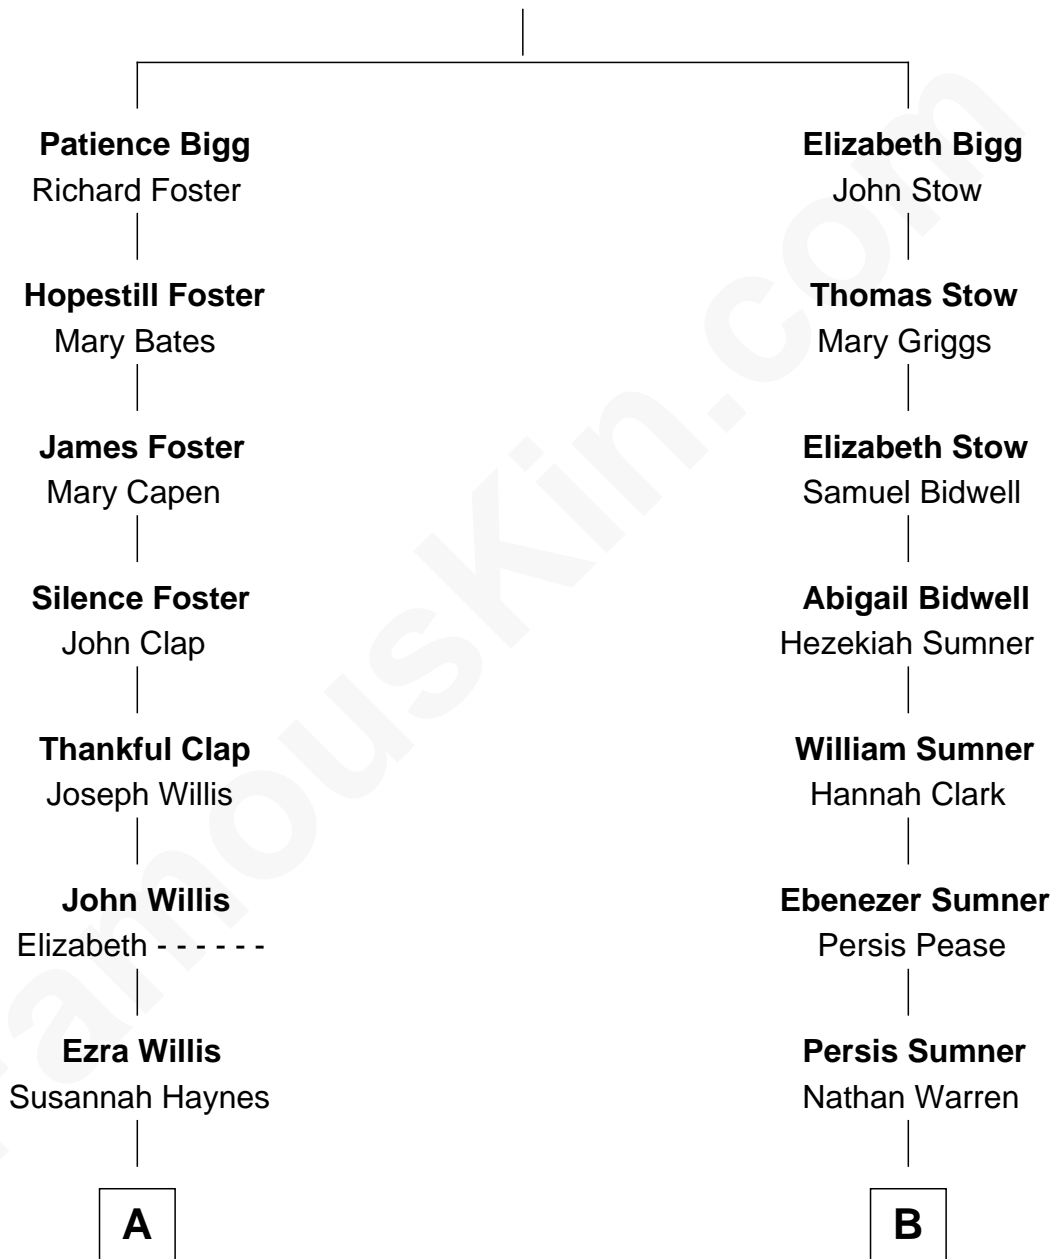 Patience Bigg
Richard Foster
Elizabeth Bigg
John Stow
Hopestill Foster
Mary Bates
Thomas Stow
Mary Griggs
James Foster
Mary Capen
Elizabeth Stow
Samuel Bidwell
Silence Foster
John Clap
Abigail Bidwell
Hezekiah Sumner
Thankful Clap
Joseph Willis
William Sumner
Hannah Clark
John Willis
Elizabeth - - - - - -
Ebenezer Sumner
Persis Pease
Ezra Willis
Susannah Haynes
Persis Sumner
Nathan Warren
A
B
FamousKin.com